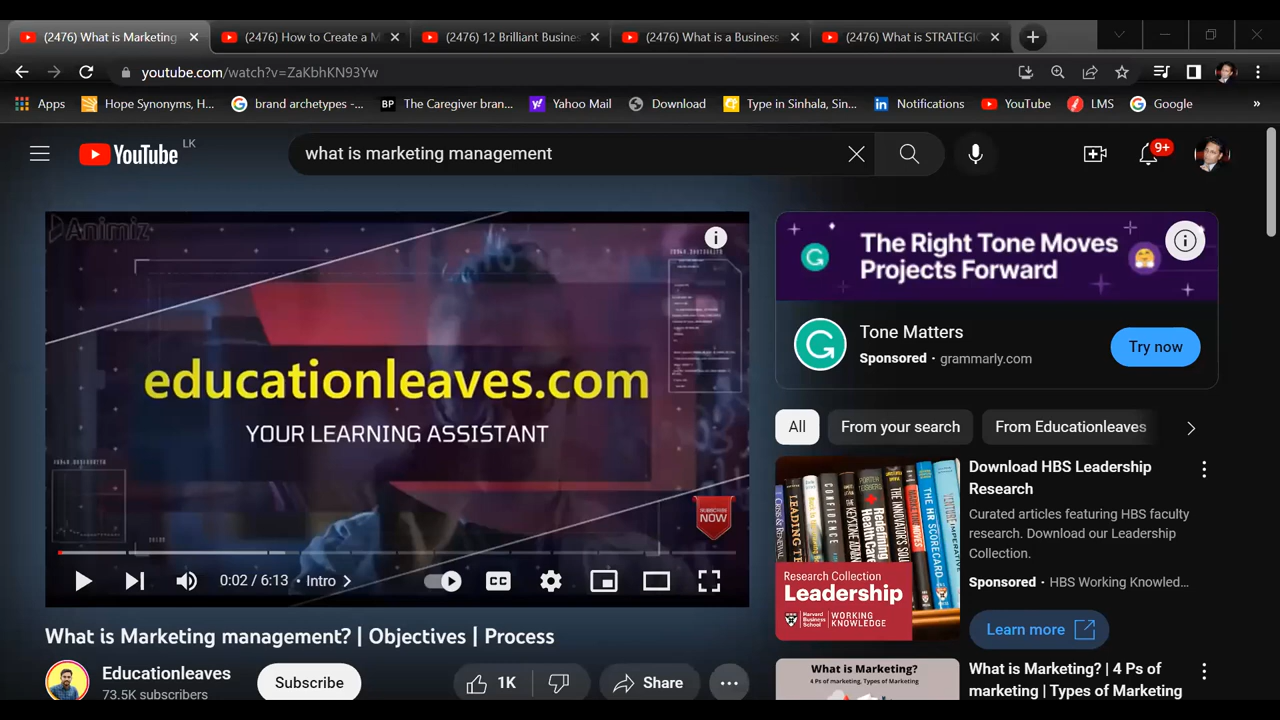 (2476) What is Marketing
(2476) How to Create a M
(2476) 12 Brilliant Busine
(2476) What is a Business
(2476) What is STRATEGI
youtube.com/watch?v=ZaKbhKN93Yw
Apps
Hope Synonyms, H...
brand archetypes -...
BP
The Caregiver bran...
Yahoo Mail
Download
Type in Sinhala, Sin...
Notifications
YouTube
LMS
Google
»
YouTube LK
what is marketing management
9+
Animiz
educationleaves.com
YOUR LEARNING ASSISTANT
SUBSCRIBE
NOW
0:02 / 6:13 • Intro
CC
What is Marketing management? | Objectives | Process
Educationleaves
73.5K subscribers
Subscribe
1K
Share
The Right Tone Moves
Projects Forward
Tone Matters
Sponsored • grammarly.com
Try now
All
From your search
From Educationleaves
Research Collection
Leadership
Harvard
Business
School
WORKING
KNOWLEDGE
Download HBS Leadership
Research
Curated articles featuring HBS faculty
research. Download our Leadership
Collection.
Sponsored • HBS Working Knowled...
Learn more
What is Marketing?
4 Ps of marketing, Types of Marketing
What is Marketing? | 4 Ps of
marketing | Types of Marketing